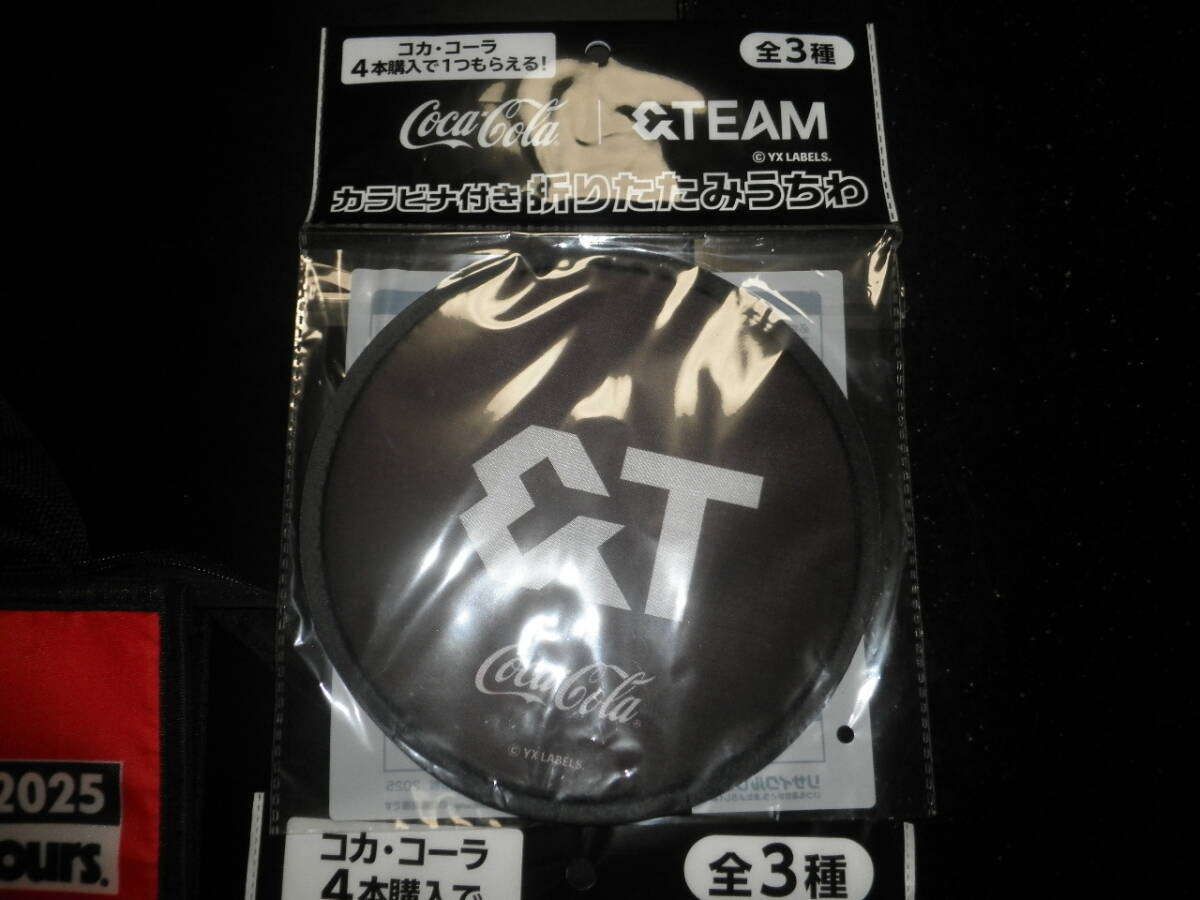 コカ・コーラ
4本購入で1つもらえる!
全3種
Coca-Cola
&TEAM
© YX LABELS.
カラビナ付き折りたたみうちわ
&T
Coca-Cola
© YX LABELS.
2025
ours.
コカ・コーラ
4本購入で
全3種